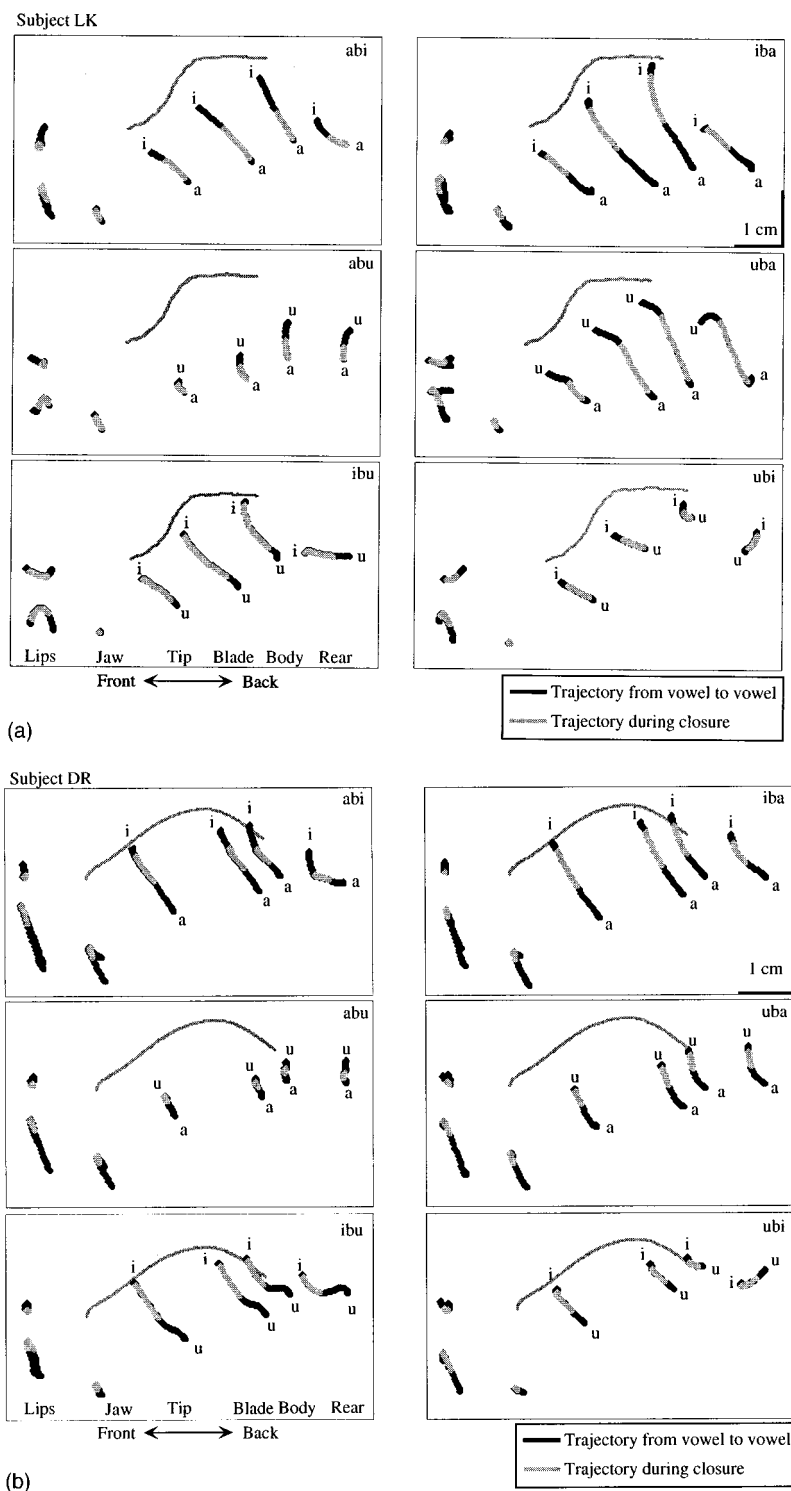 Subject LK
abi
i i i i
a a a a
iba
i i i i
a a a a
1 cm
abu
u u u u
a a a a
uba
u u u u
a a a a
ibu
i i i i
u u u u
Lips Jaw Tip Blade Body Rear
Front Back
ubi
i i i i
u u u u
Trajectory from vowel to vowel
Trajectory during closure
(a)
Subject DR
abi
i i i i
a a a
iba
i i i i
a a a a
1 cm
abu
u u u u
a a a a
uba
u u u u
a a a a
ibu
i i i i
u u u u
Lips Jaw Tip Blade Body Rear
Front Back
ubi
i i i i
u u u u
Trajectory from vowel to vowel
Trajectory during closure
(b)